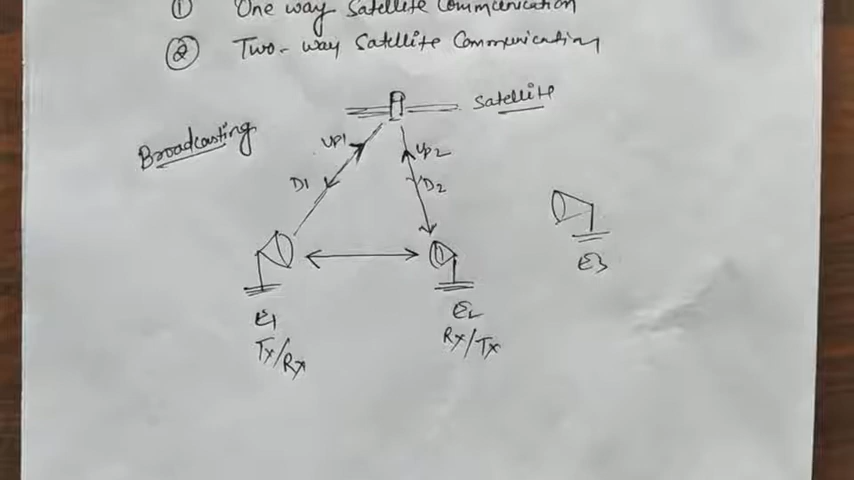 ① One way Satellite Communication
② Two-way Satellite Communication
Satellite
Broadcasting
UP1
UP2
D1
D2
E3
E1
E2
Tx/Rx
Rx/Tx